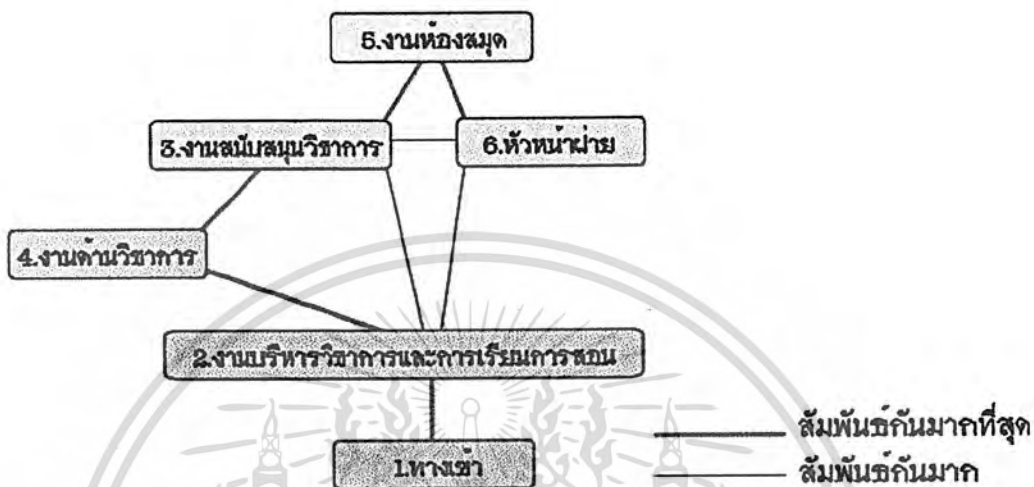 5.งานห้องสมุด
3.งานสนับสนุนวิชาการ
6.หัวหน้าฝ่าย
4.งานด้านวิชาการ
2.งานบริหารวิชาการและการเรียนการสอน
1.ทางเข้า
สัมพันธ์กันมากที่สุด
สัมพันธ์กันมาก